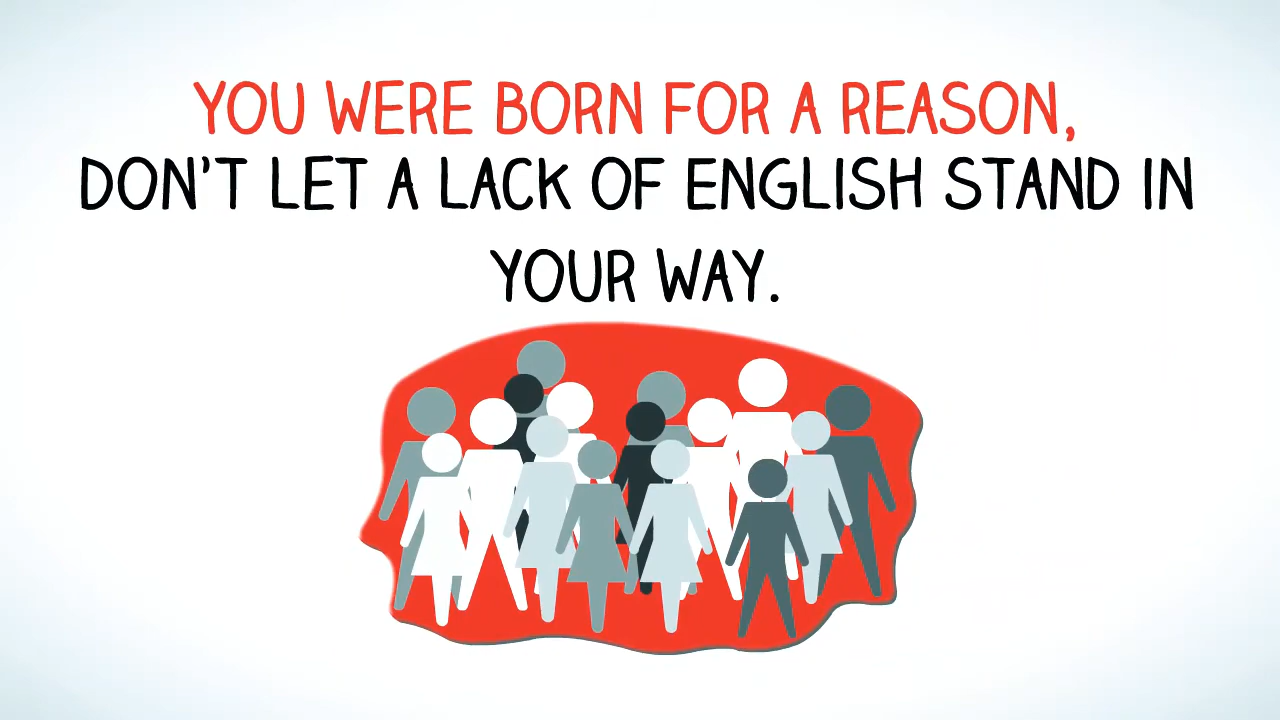 YOU WERE BORN FOR A REASON,
DON'T LET A LACK OF ENGLISH STAND IN
YOUR WAY.